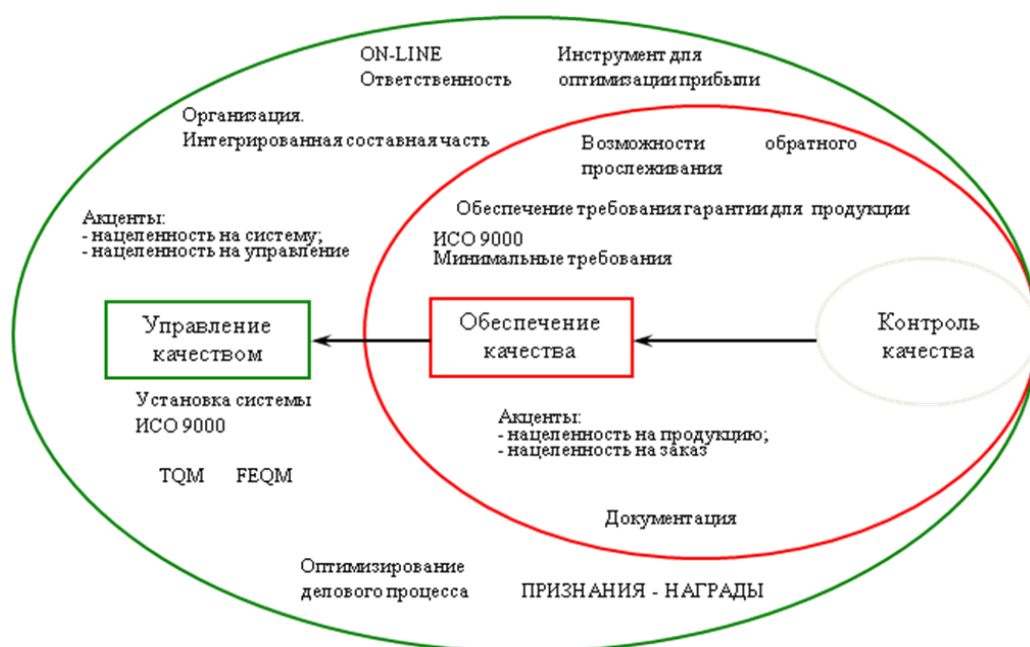 ON-LINE Инструмент для
Ответственность оптимизации прибыли
Организация.
Интегрированная составная часть
Возможности обратного
прослеживания
Акценты:
- нацеленность на систему;
- нацеленность на управление
Обеспечение требования гарантии для продукции
ИСО 9000
Минимальные требования
Управление
качеством
Обеспечение
качества
Контроль
качества
Установка системы
ИСО 9000
TQM FEQM
Акценты:
- нацеленность на продукцию;
- нацеленность на заказ
Документация
Оптимизирование
делового процесса
ПРИЗНАНИЯ - НАГРАДЫ